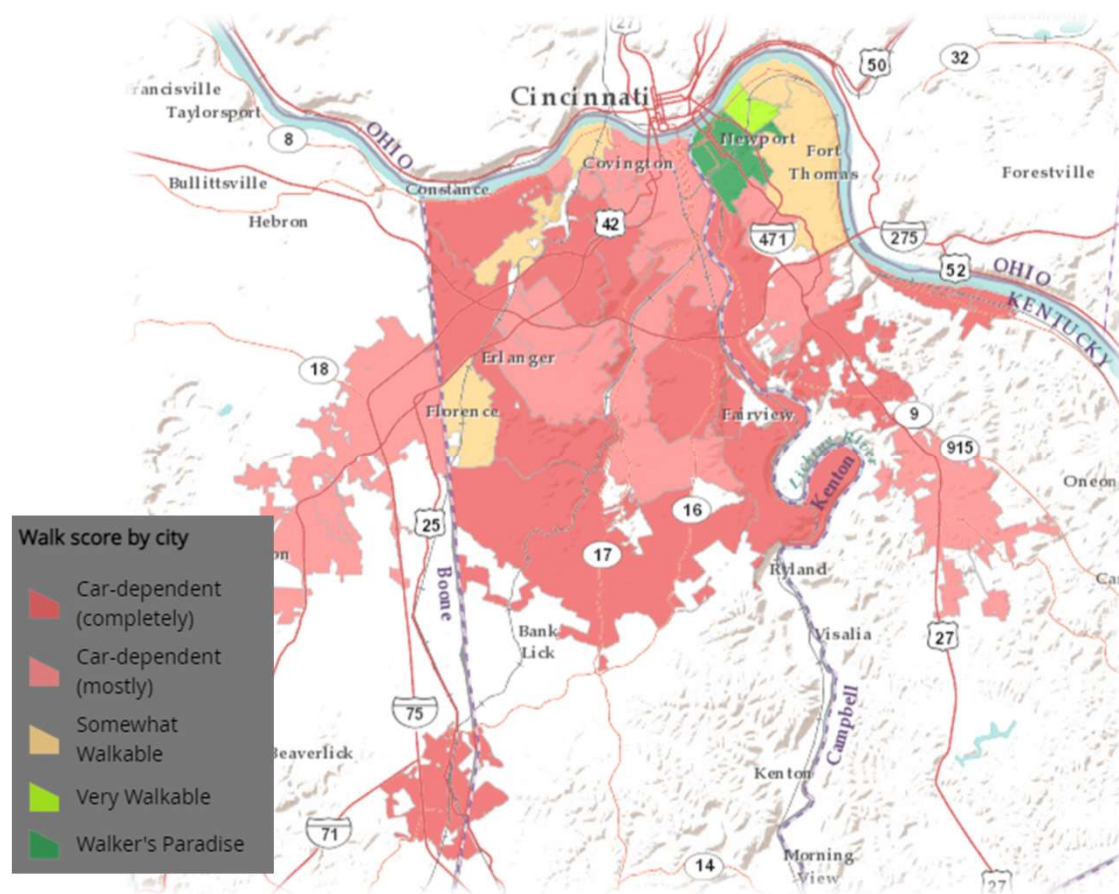 27
50
32
rancisville
Taylorsport
Cincinnati
8
OHIO
Newport
Fort
Thomas
Covington
Forestville
Bullittsville
Constance
Hebron
42
471
275
52
OHIO
KENTUCKY
18
Erlanger
Florence
Fairview
9
915
Licking River
Kenton
Oneon
16
25
17
on
Boone
Ryland
Ca
Bank
Lick
Visalia
27
Campbell
75
Beaverlick
Kenton
71
14
Morning
View
27
Walk score by city
Car-dependent
(completely)
Car-dependent
(mostly)
Somewhat
Walkable
Very Walkable
Walker's Paradise